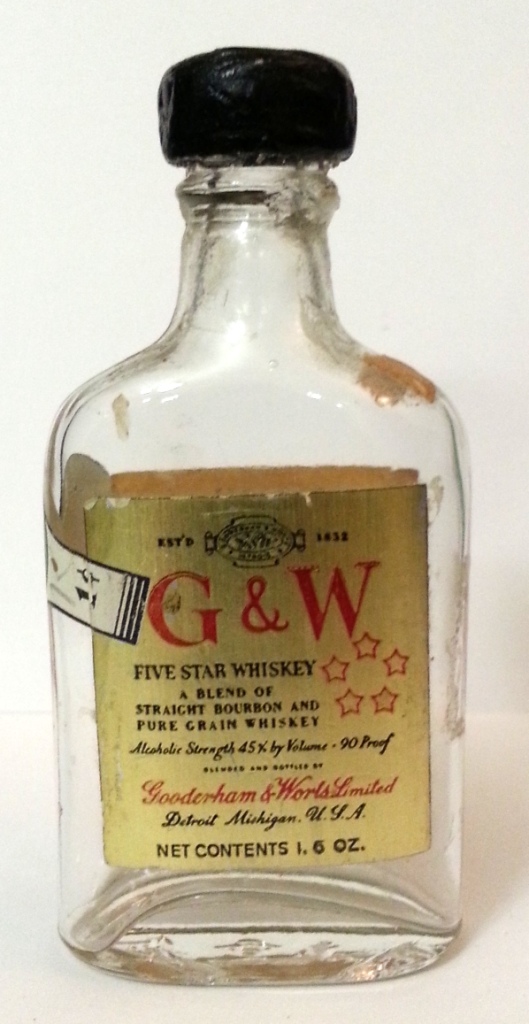 EST'D 1832
G & W
FIVE STAR WHISKEY
A BLEND OF
STRAIGHT BOURBON AND
PURE GRAIN WHISKEY
Alcoholic Strength 45% by Volume - 90 Proof
BLENDED AND BOTTLED BY
Gooderham & Worts Limited
Detroit Michigan. U.S.A.
NET CONTENTS 1.6 OZ.